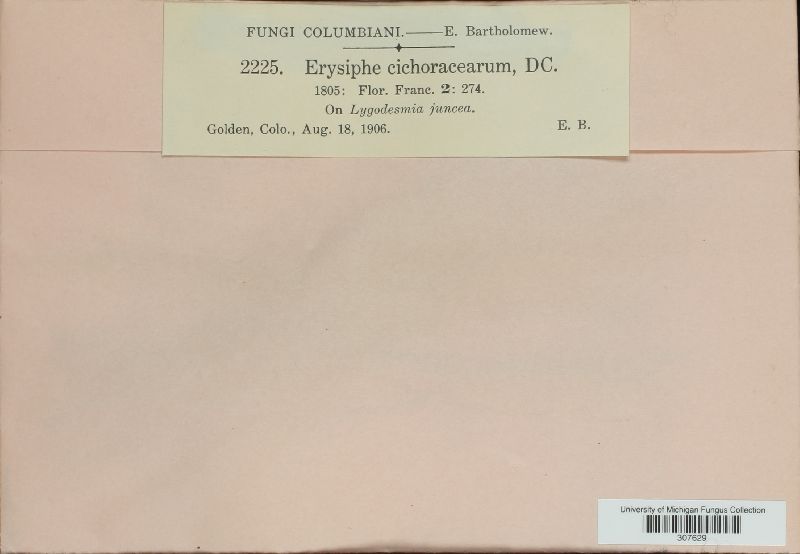 FUNGI COLUMBIANI.——E. Bartholomew.
2225. Erysiphe cichoracearum, DC.
1805: Flor. Franc. 2: 274.
On Lygodesmia juncea.
Golden, Colo., Aug. 18, 1906. E. B.
University of Michigan Fungus Collection
307629